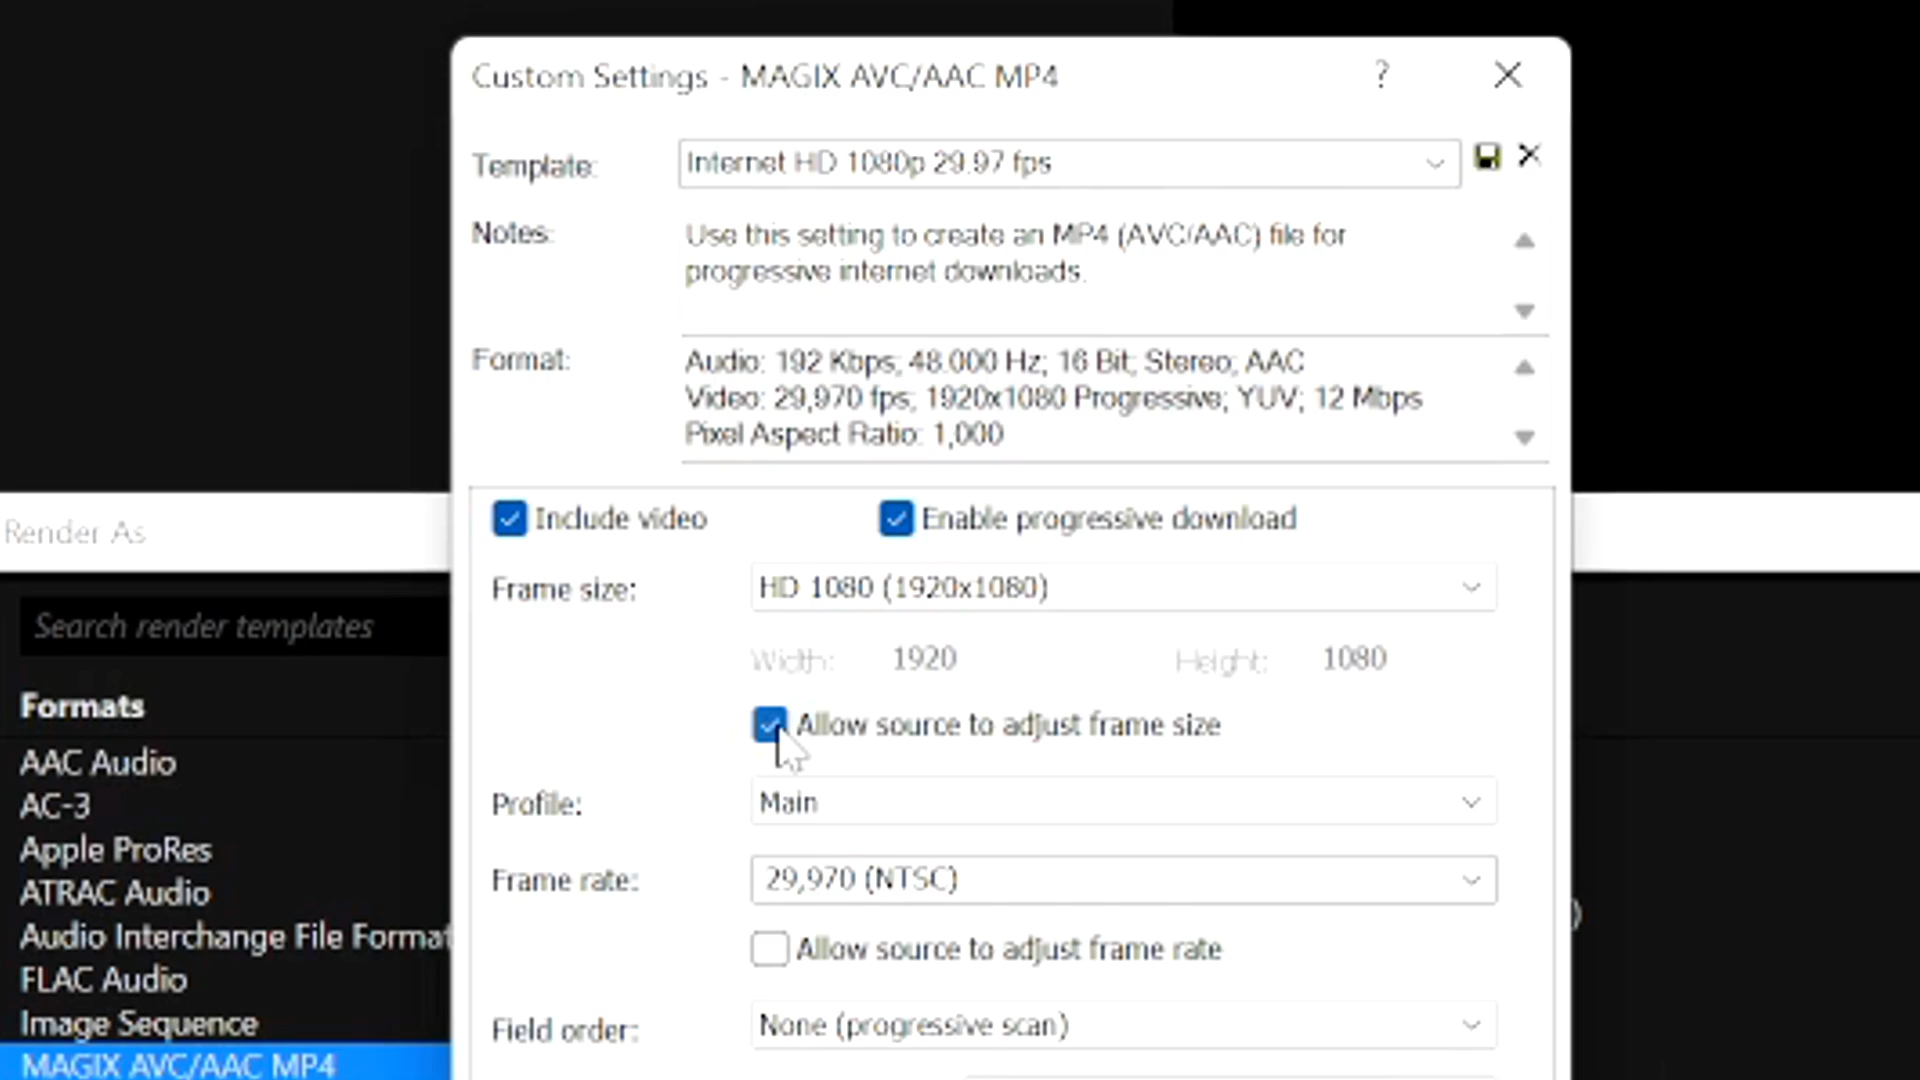 Custom Settings - MAGIX AVC/AAC MP4
?
Template:
Internet HD 1080p 29.97 fps
Notes:
Use this setting to create an MP4 (AVC/AAC) file for
progressive internet downloads.
Format:
Audio: 192 Kbps; 48.000 Hz; 16 Bit; Stereo; AAC
Video: 29,970 fps; 1920x1080 Progressive; YUV; 12 Mbps
Pixel Aspect Ratio: 1,000
Include video
Enable progressive download
Render As
Frame size:
HD 1080 (1920x1080)
Search render templates
Width: 1920
Height: 1080
Formats
Allow source to adjust frame size
AAC Audio
AC-3
Profile:
Main
Apple ProRes
Frame rate:
29,970 (NTSC)
ATRAC Audio
Audio Interchange File Format
Allow source to adjust frame rate
FLAC Audio
Image Sequence
Field order:
None (progressive scan)
MAGIX AVC/AAC MP4